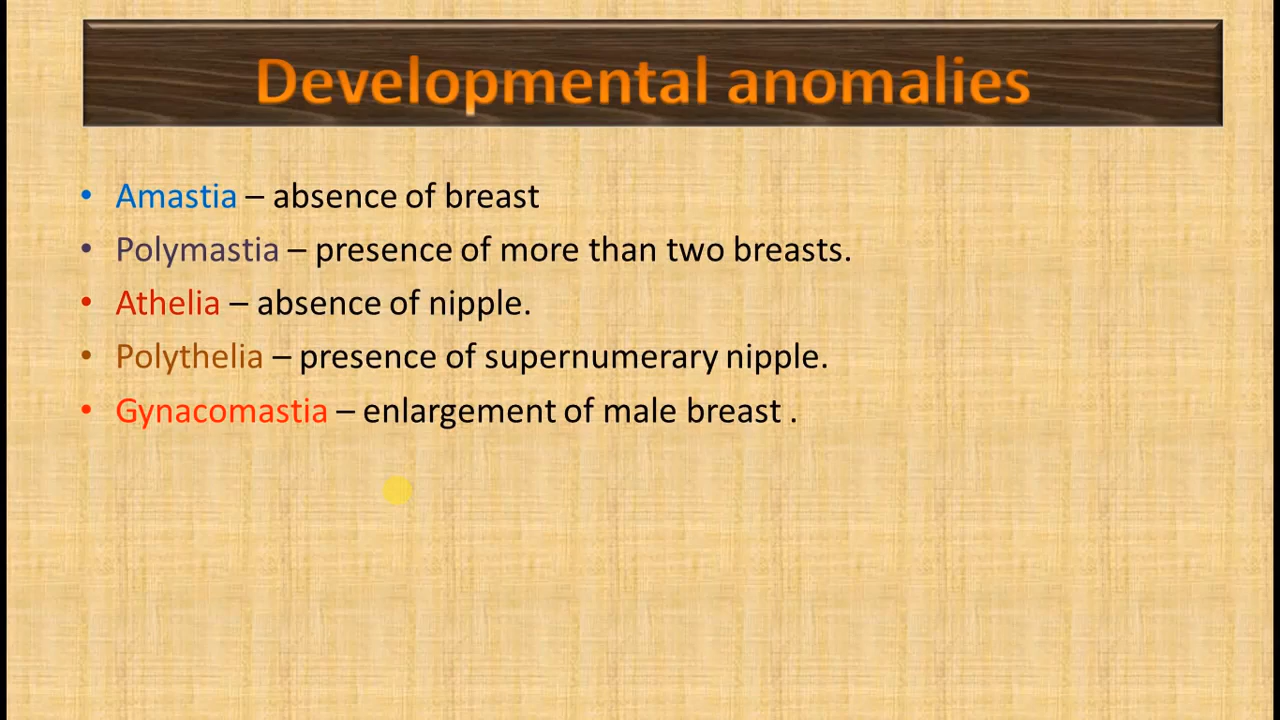 Developmental anomalies
• Amastia – absence of breast
• Polymastia – presence of more than two breasts.
• Athelia – absence of nipple.
• Polythelia – presence of supernumerary nipple.
• Gynacomastia – enlargement of male breast .